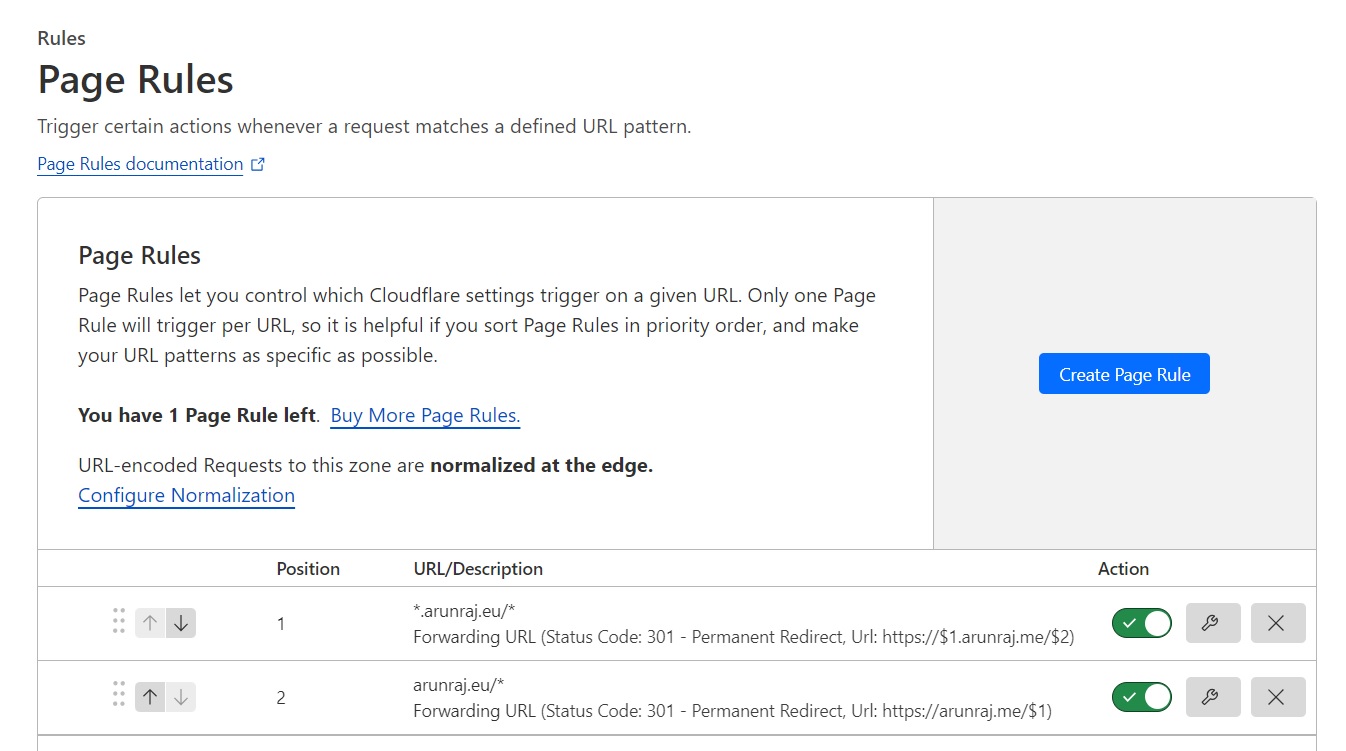 Rules
Page Rules
Trigger certain actions whenever a request matches a defined URL pattern.
Page Rules documentation
Page Rules
Page Rules let you control which Cloudflare settings trigger on a given URL. Only one Page
Rule will trigger per URL, so it is helpful if you sort Page Rules in priority order, and make
your URL patterns as specific as possible.
Create Page Rule
You have 1 Page Rule left. Buy More Page Rules.
URL-encoded Requests to this zone are normalized at the edge.
Configure Normalization
Position URL/Description Action
1 *.arunraj.eu/*
Forwarding URL (Status Code: 301 - Permanent Redirect, Url: https://$1.arunraj.me/$2)
2 arunraj.eu/*
Forwarding URL (Status Code: 301 - Permanent Redirect, Url: https://arunraj.me/$1)